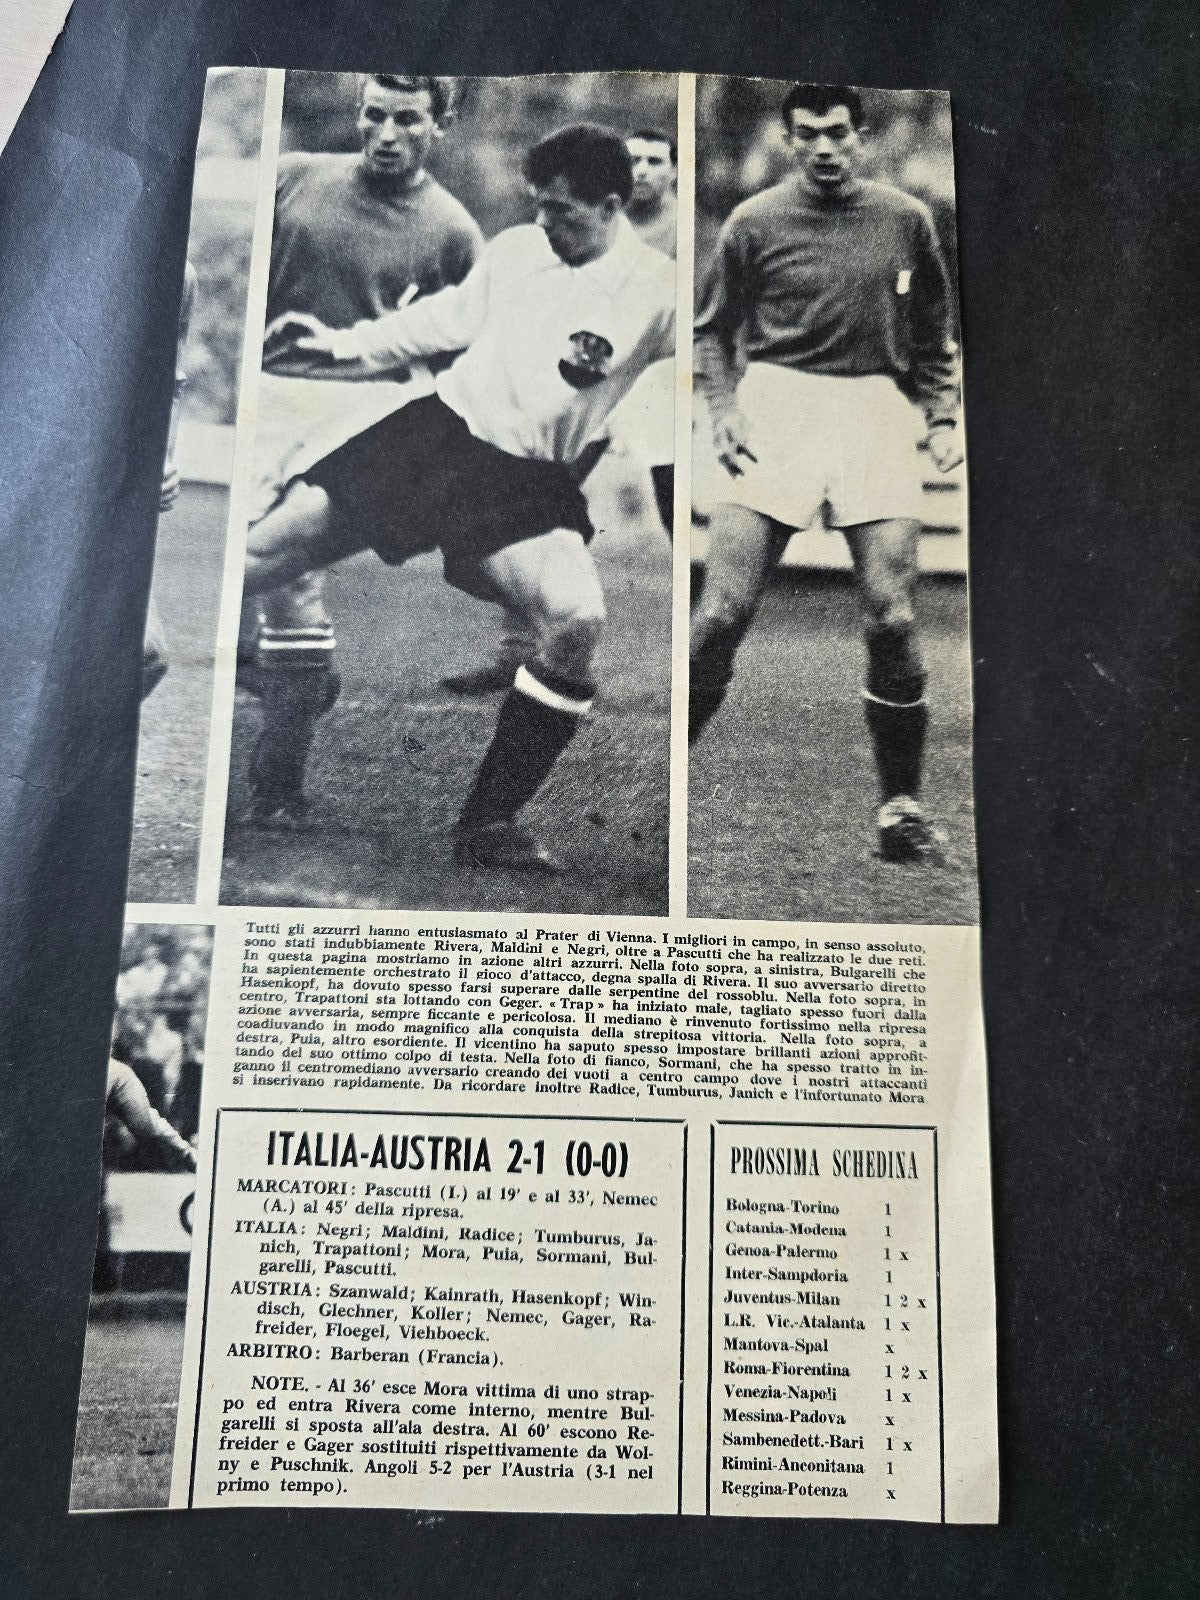 Tutti gli azzurri hanno entusiasmato al Prater di Vienna. I migliori in campo, in senso assoluto,
sono stati indubbiamente Rivera, Maldini e Negri, oltre a Pascutti che ha realizzato le due reti.
In questa pagina mostriamo in azione altri azzurri. Nella foto sopra, a sinistra, Bulgarelli che
ha sapientemente orchestrato il gioco d'attacco, degna spalla di Rivera. Il suo avversario diretto
Hasenkopf, ha dovuto spesso farsi superare dalle serpentine del rossoblu. Nella foto sopra, in
centro, Trapattoni sta lottando con Geger. « Trap » ha iniziato male, tagliato spesso fuori dalla
azione avversaria, sempre ficcante e pericolosa. Il mediano è rinvenuto fortissimo nella ripresa
coadiuvando in modo magnifico alla conquista della strepitosa vittoria. Nella foto sopra, a
destra, Puia, altro esordiente. Il vicentino ha saputo spesso impostare brillanti azioni approfit-
tando del suo ottimo colpo di testa. Nella foto di fianco, Sormani, che ha spesso tratto in in-
ganno il centromediano avversario creando dei vuoti a centro campo dove i nostri attaccanti
si inserivano rapidamente. Da ricordare inoltre Radice, Tumburus, Janich e l'infortunato Mora
ITALIA-AUSTRIA 2-1 (0-0)
MARCATORI: Pascutti (I.) al 19' e al 33', Nemec
(A.) al 45' della ripresa.
ITALIA: Negri; Maldini, Radice; Tumburus, Ja-
nich, Trapattoni; Mora, Puia, Sormani, Bul-
garelli, Pascutti.
AUSTRIA: Szanwald; Kainrath, Hasenkopf; Win-
disch, Glechner, Koller; Nemec, Gager, Ra-
freider, Floegel, Viehboeck.
ARBITRO: Barberan (Francia).
NOTE. - Al 36' esce Mora vittima di uno strap-
po ed entra Rivera come interno, mentre Bul-
garelli si sposta all'ala destra. Al 60' escono Re-
freider e Gager sostituiti rispettivamente da Wol-
ny e Puschnik. Angoli 5-2 per l'Austria (3-1 nel
primo tempo).
PROSSIMA SCHEDINA
Bologna-Torino 1
Catania-Modena 1
Genoa-Palermo 1 x
Inter-Sampdoria 1
Juventus-Milan 1 2 x
L.R. Vic.-Atalanta 1 x
Mantova-Spal x
Roma-Fiorentina 1 2 x
Venezia-Napoli 1 x
Messina-Padova x
Sambenedett.-Bari 1 x
Rimini-Anconitana 1
Reggina-Potenza x